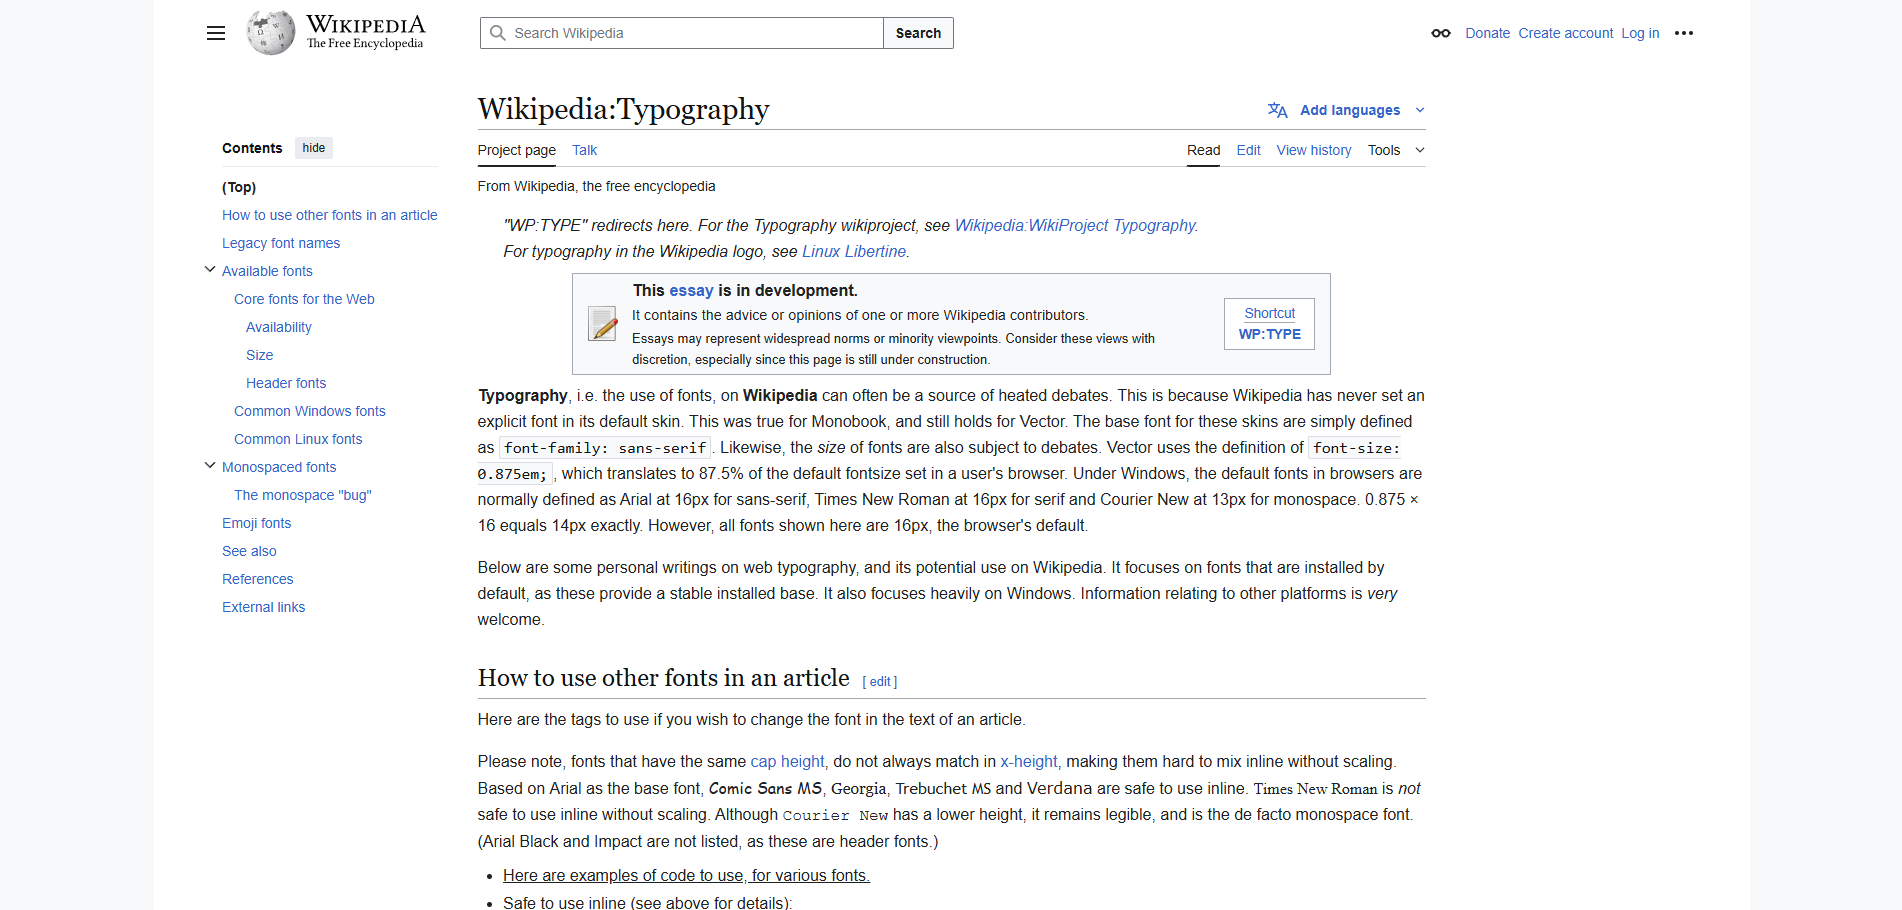 WIKIPEDIA
The Free Encyclopedia
Search Wikipedia
Search
Donate Create account Log in
Wikipedia:Typography
Add languages
Project page Talk
Read Edit View history Tools
Contents hide
(Top)
How to use other fonts in an article
Legacy font names
Available fonts
Core fonts for the Web
Availability
Size
Header fonts
Common Windows fonts
Common Linux fonts
Monospaced fonts
The monospace "bug"
Emoji fonts
See also
References
External links
From Wikipedia, the free encyclopedia
"WP:TYPE" redirects here. For the Typography wikiproject, see Wikipedia:WikiProject Typography.
For typography in the Wikipedia logo, see Linux Libertine.
This essay is in development.
It contains the advice or opinions of one or more Wikipedia contributors.
Essays may represent widespread norms or minority viewpoints. Consider these views with
discretion, especially since this page is still under construction.
Shortcut
WP:TYPE
Typography, i.e. the use of fonts, on Wikipedia can often be a source of heated debates. This is because Wikipedia has never set an
explicit font in its default skin. This was true for Monobook, and still holds for Vector. The base font for these skins are simply defined
as font-family: sans-serif. Likewise, the size of fonts are also subject to debates. Vector uses the definition of font-size:
0.875em;, which translates to 87.5% of the default fontsize set in a user's browser. Under Windows, the default fonts in browsers are
normally defined as Arial at 16px for sans-serif, Times New Roman at 16px for serif and Courier New at 13px for monospace. 0.875 ×
16 equals 14px exactly. However, all fonts shown here are 16px, the browser's default.
Below are some personal writings on web typography, and its potential use on Wikipedia. It focuses on fonts that are installed by
default, as these provide a stable installed base. It also focuses heavily on Windows. Information relating to other platforms is very
welcome.
How to use other fonts in an article [ edit ]
Here are the tags to use if you wish to change the font in the text of an article.
Please note, fonts that have the same cap height, do not always match in x-height, making them hard to mix inline without scaling.
Based on Arial as the base font, Comic Sans MS, Georgia, Trebuchet MS and Verdana are safe to use inline. Times New Roman is not
safe to use inline without scaling. Although Courier New has a lower height, it remains legible, and is the de facto monospace font.
(Arial Black and Impact are not listed, as these are header fonts.)
• Here are examples of code to use, for various fonts.
• Safe to use inline (see above for details):